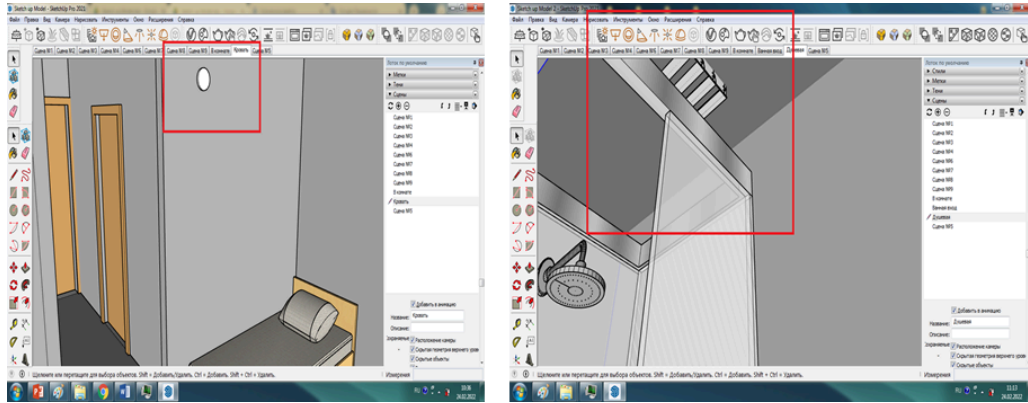 Sketch up Model - SketchUp Pro 2021
Файл Правка Вид Камера Нарисовать Инструменты Окно Расширения Справка
Сцена №1 Сцена №2 Сцена №3 Сцена №4 Сцена №6 Сцена №7 Сцена №8 Сцена №9 В комнате Кровать Сцена №5
Лоток по умолчанию
Метки
Тени
Сцены
Сцена №1
Сцена №2
Сцена №3
Сцена №4
Сцена №6
Сцена №7
Сцена №8
Сцена №9
В комнате
Кровать
Сцена №5
Добавить в анимацию
Название: Кровать
Описание:
Сохраняемые Расположение камеры
Скрытая геометрия верхнего уровн
Скрытые объекты
Щелкните или перетащите для выбора объектов. Shift + Добавить/Удалить. Ctrl + Добавить. Shift + Ctrl = Удалить.
Измерения
RU
24.02.2022
Sketch up Model 2 - SketchUp Pro 2021
Файл Правка Вид Камера Нарисовать Инструменты Окно Расширения Справка
Сцена №1 Сцена №2 Сцена №3 Сцена №4 Сцена №6 Сцена №7 Сцена №8 Сцена №9 В комнате Ванная вход Душевая Сцена №5
Лоток по умолчанию
Стили
Метки
Тени
Сцены
Сцена №1
Сцена №2
Сцена №3
Сцена №4
Сцена №6
Сцена №7
Сцена №8
Сцена №9
В комнате
Ванная вход
Душевая
Сцена №5
Добавить в анимацию
Название: Душевая
Описание:
Сохраняемые Расположение камеры
Скрытая геометрия верхнего уровн
Скрытые объекты
Щелкните или перетащите для выбора объектов. Shift + Добавить/Удалить. Ctrl + Добавить. Shift + Ctrl = Удалить.
Измерения
RU
24.02.2022